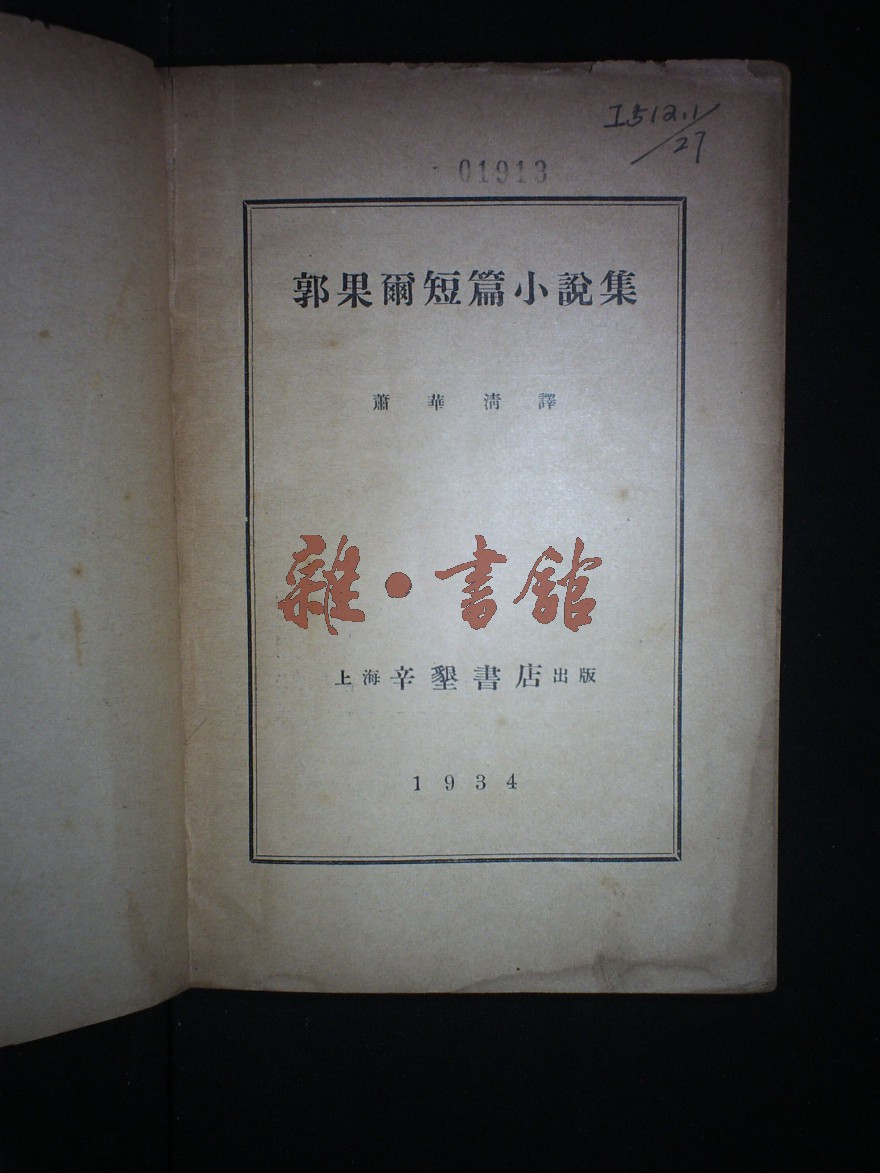 I512.1/
27
01913
郭果爾短篇小說集
蕭華清譯
雜·書館
上海辛墾書店出版
1934